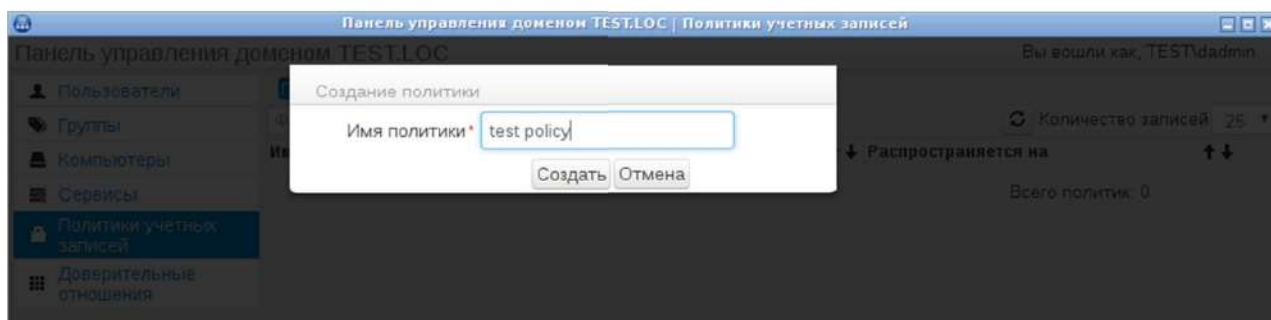 Панель управления доменом TEST.LOC | Политики учетных записей
Панель управления доменом TEST.LOC
Вы вошли как, TEST\dadmin
Пользователи
Группы
Компьютеры
Сервисы
Политики учетных
записей
Доверительные
отношения
Создание политики
Имя политики* test policy
Создать Отмена
Количество записей 25
Распространяется на
Всего политик: 0